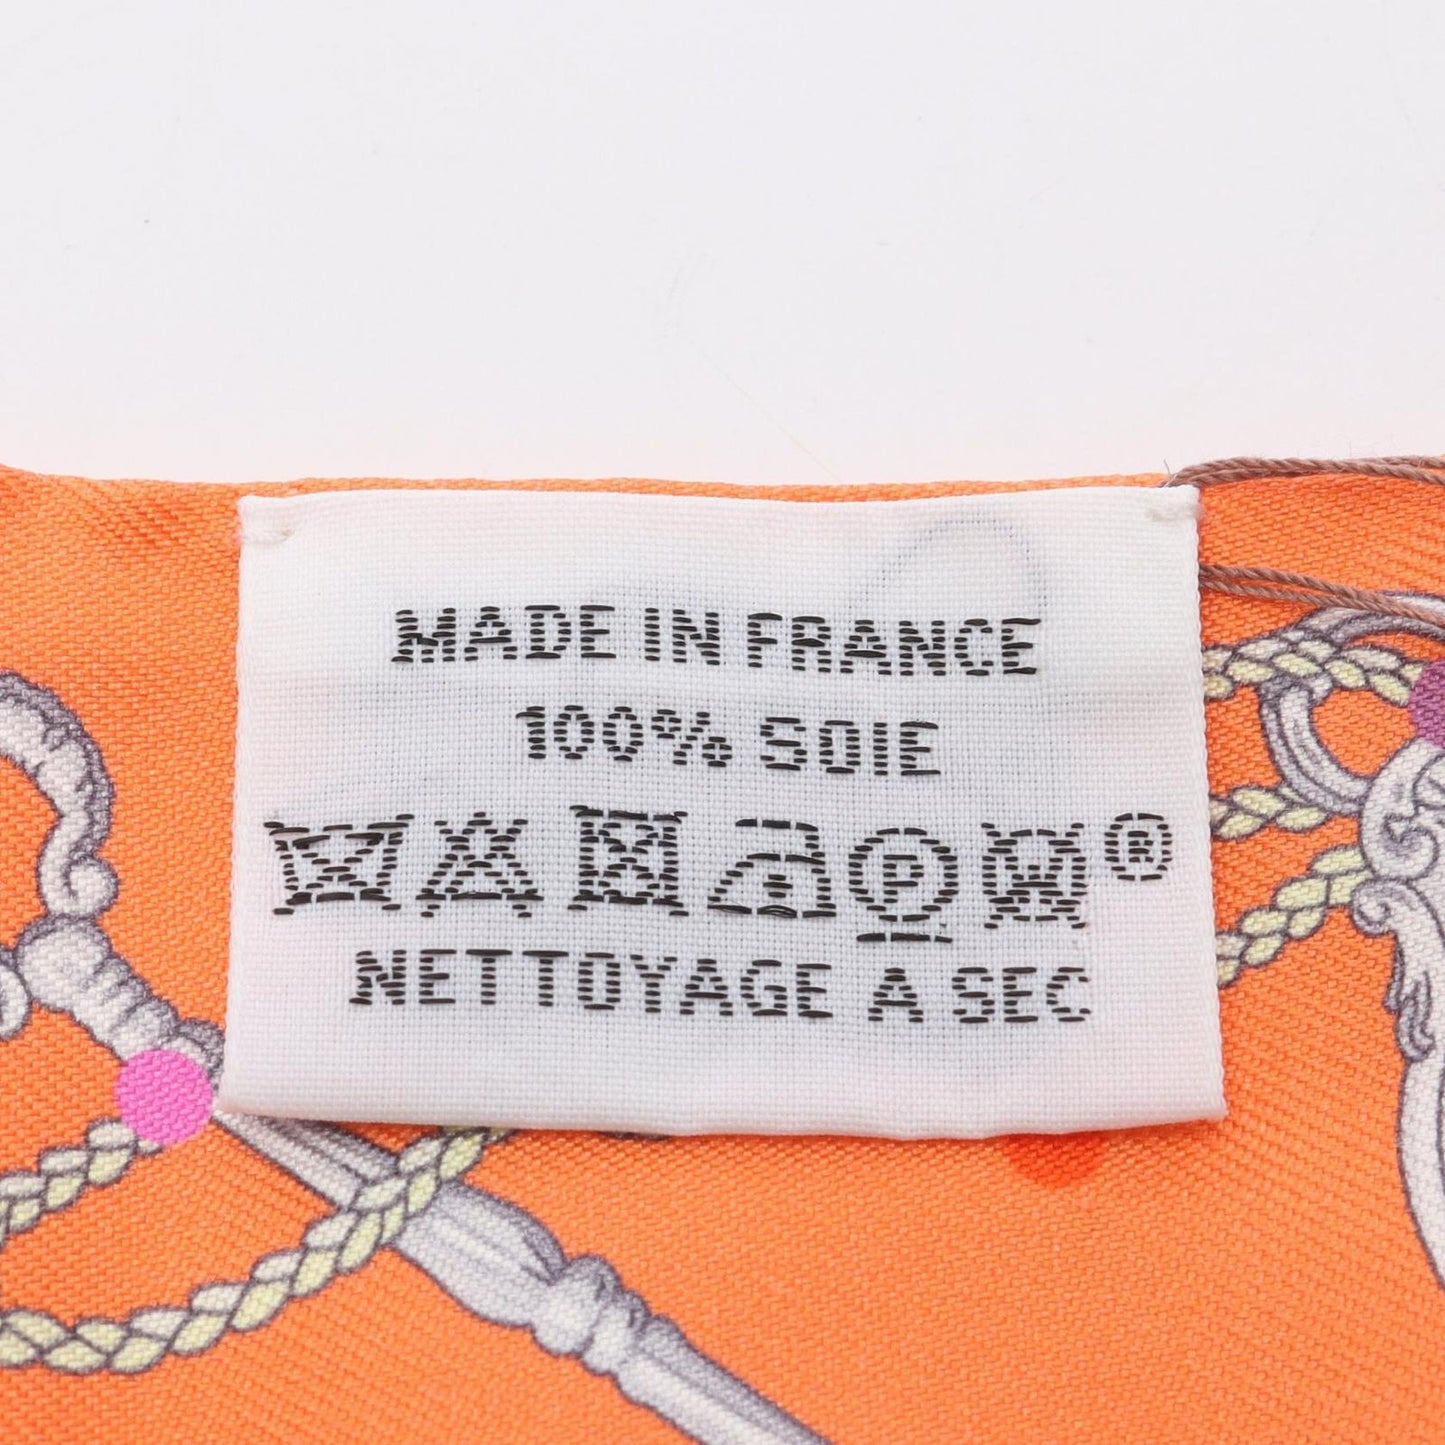 MADE IN FRANCE
100% SOIE
P W ®
NETTOYAGE A SEC